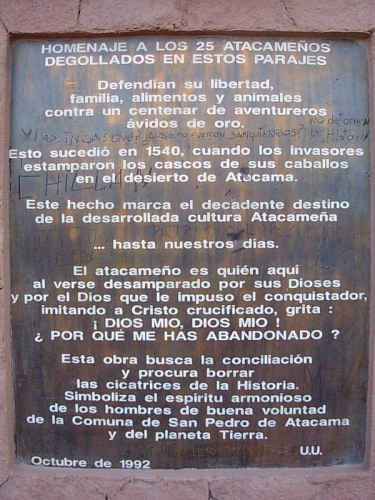 HOMENAJE A LOS 25 ATACAMEÑOS
DEGOLLADOS EN ESTOS PARAJES
Defendian su libertad,
familia, alimentos y animales
contra un centenar de aventureros
ávidos de oro.
Esto sucedió en 1540, cuando los invasores
estamparon los cascos de sus caballos
en el desierto de Atacama.
Este hecho marca el decadente destino
de la desarrollada cultura Atacameña
... hasta nuestros días.
El atacameño es quién aquí
al verse desamparado por sus Dioses
y por el Dios que le impuso el conquistador,
imitando a Cristo crucificado, grita :
¡ DIOS MIO, DIOS MIO !
¿ POR QUÉ ME HAS ABANDONADO ?
Esta obra busca la conciliación
y procura borrar
las cicatrices de la Historia.
Simboliza el espíritu armonioso
de los hombres de buena voluntad
de la Comuna de San Pedro de Atacama
y del planeta Tierra.
U.U.
Octubre de 1992